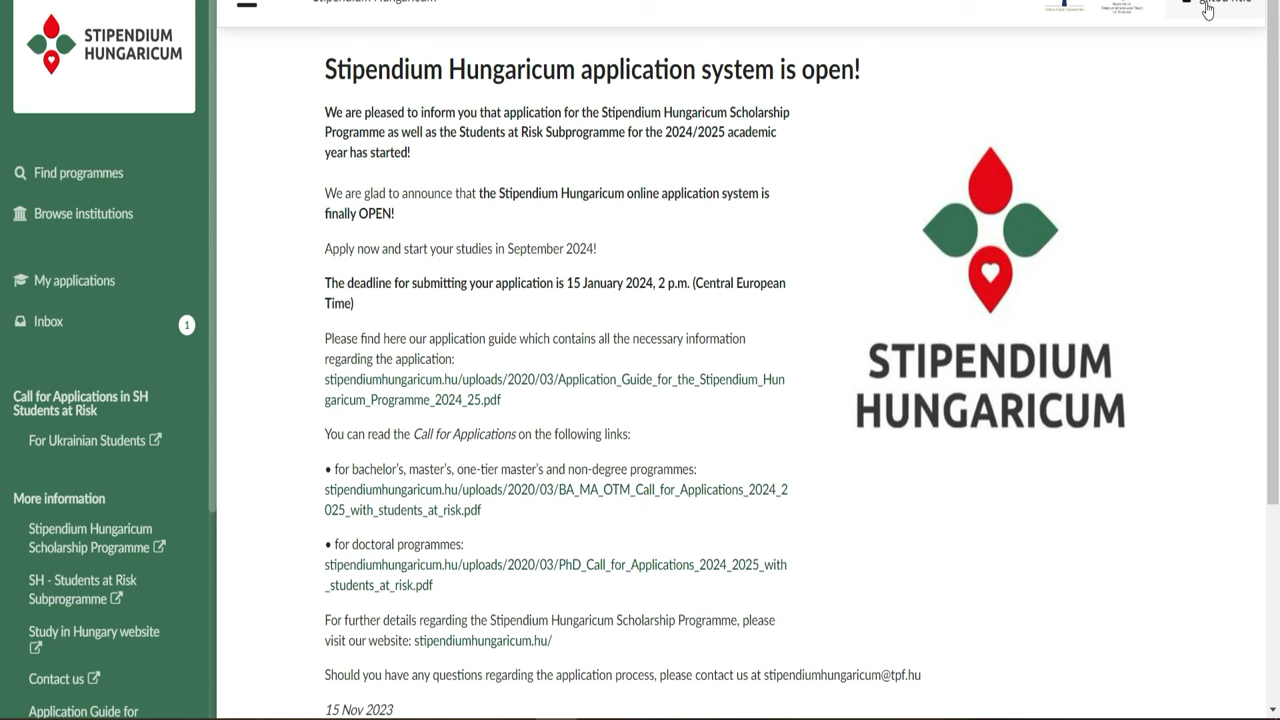 Stipendium Hungaricum
STIPENDIUM
HUNGARICUM
Find programmes
Browse institutions
My applications
Inbox
1
Call for Applications in SH
Students at Risk
For Ukrainian Students
More information
Stipendium Hungaricum
Scholarship Programme
SH - Students at Risk
Subprogramme
Study in Hungary website
Contact us
Application Guide for
Stipendium Hungaricum application system is open!
We are pleased to inform you that application for the Stipendium Hungaricum Scholarship
Programme as well as the Students at Risk Subprogramme for the 2024/2025 academic
year has started!
We are glad to announce that the Stipendium Hungaricum online application system is
finally OPEN!
Apply now and start your studies in September 2024!
The deadline for submitting your application is 15 January 2024, 2 p.m. (Central European
Time)
Please find here our application guide which contains all the necessary information
regarding the application:
stipendiumhungaricum.hu/uploads/2020/03/Application_Guide_for_the_Stipendium_Hun
garicum_Programme_2024_25.pdf
You can read the Call for Applications on the following links:
• for bachelor's, master's, one-tier master's and non-degree programmes:
stipendiumhungaricum.hu/uploads/2020/03/BA_MA_OTM_Call_for_Applications_2024_2
025_with_students_at_risk.pdf
• for doctoral programmes:
stipendiumhungaricum.hu/uploads/2020/03/PhD_Call_for_Applications_2024_2025_with
_students_at_risk.pdf
For further details regarding the Stipendium Hungaricum Scholarship Programme, please
visit our website: stipendiumhungaricum.hu/
Should you have any questions regarding the application process, please contact us at stipendiumhungaricum@tpf.hu
15 Nov 2023
STIPENDIUM
HUNGARICUM